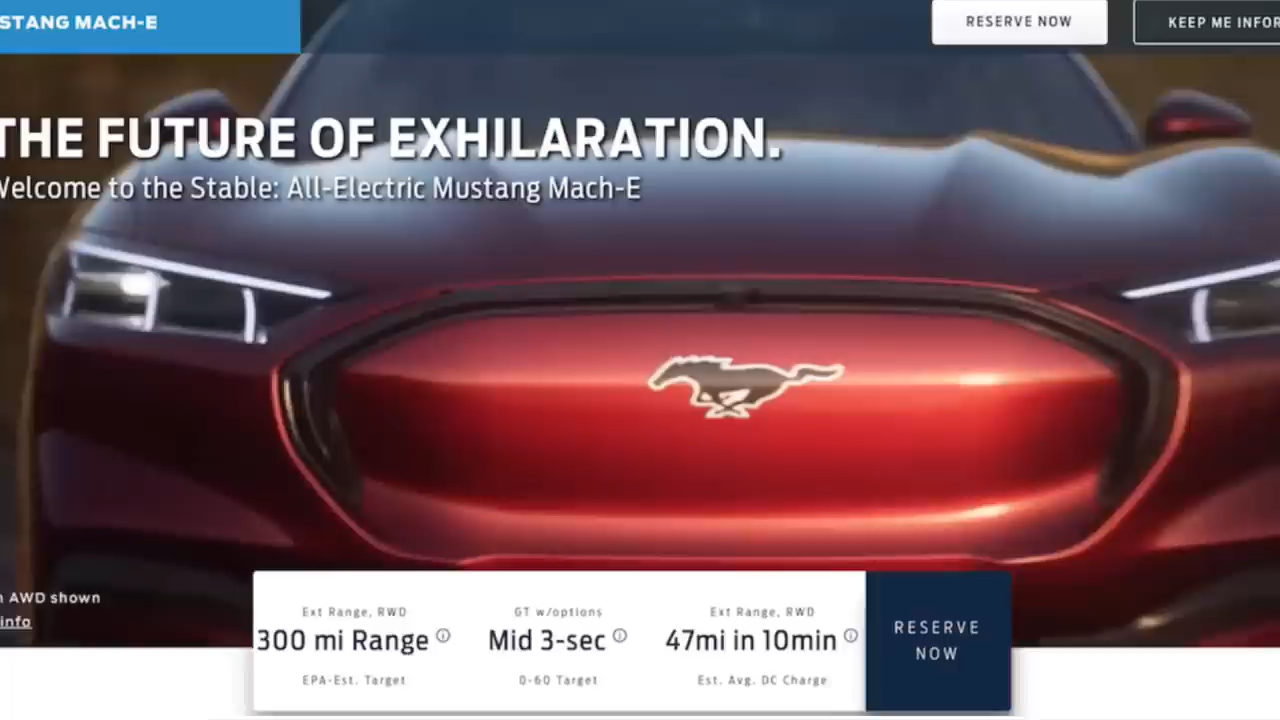 STANG MACH-E
RESERVE NOW
KEEP ME INFOR
THE FUTURE OF EXHILARATION.
Welcome to the Stable: All-Electric Mustang Mach-E
AWD shown
info
Ext Range, RWD
300 mi Range
EPA-Est. Target
GT w/options
Mid 3-sec
0-60 Target
Ext Range, RWD
47mi in 10min
Est. Avg. DC Charge
RESERVE
NOW